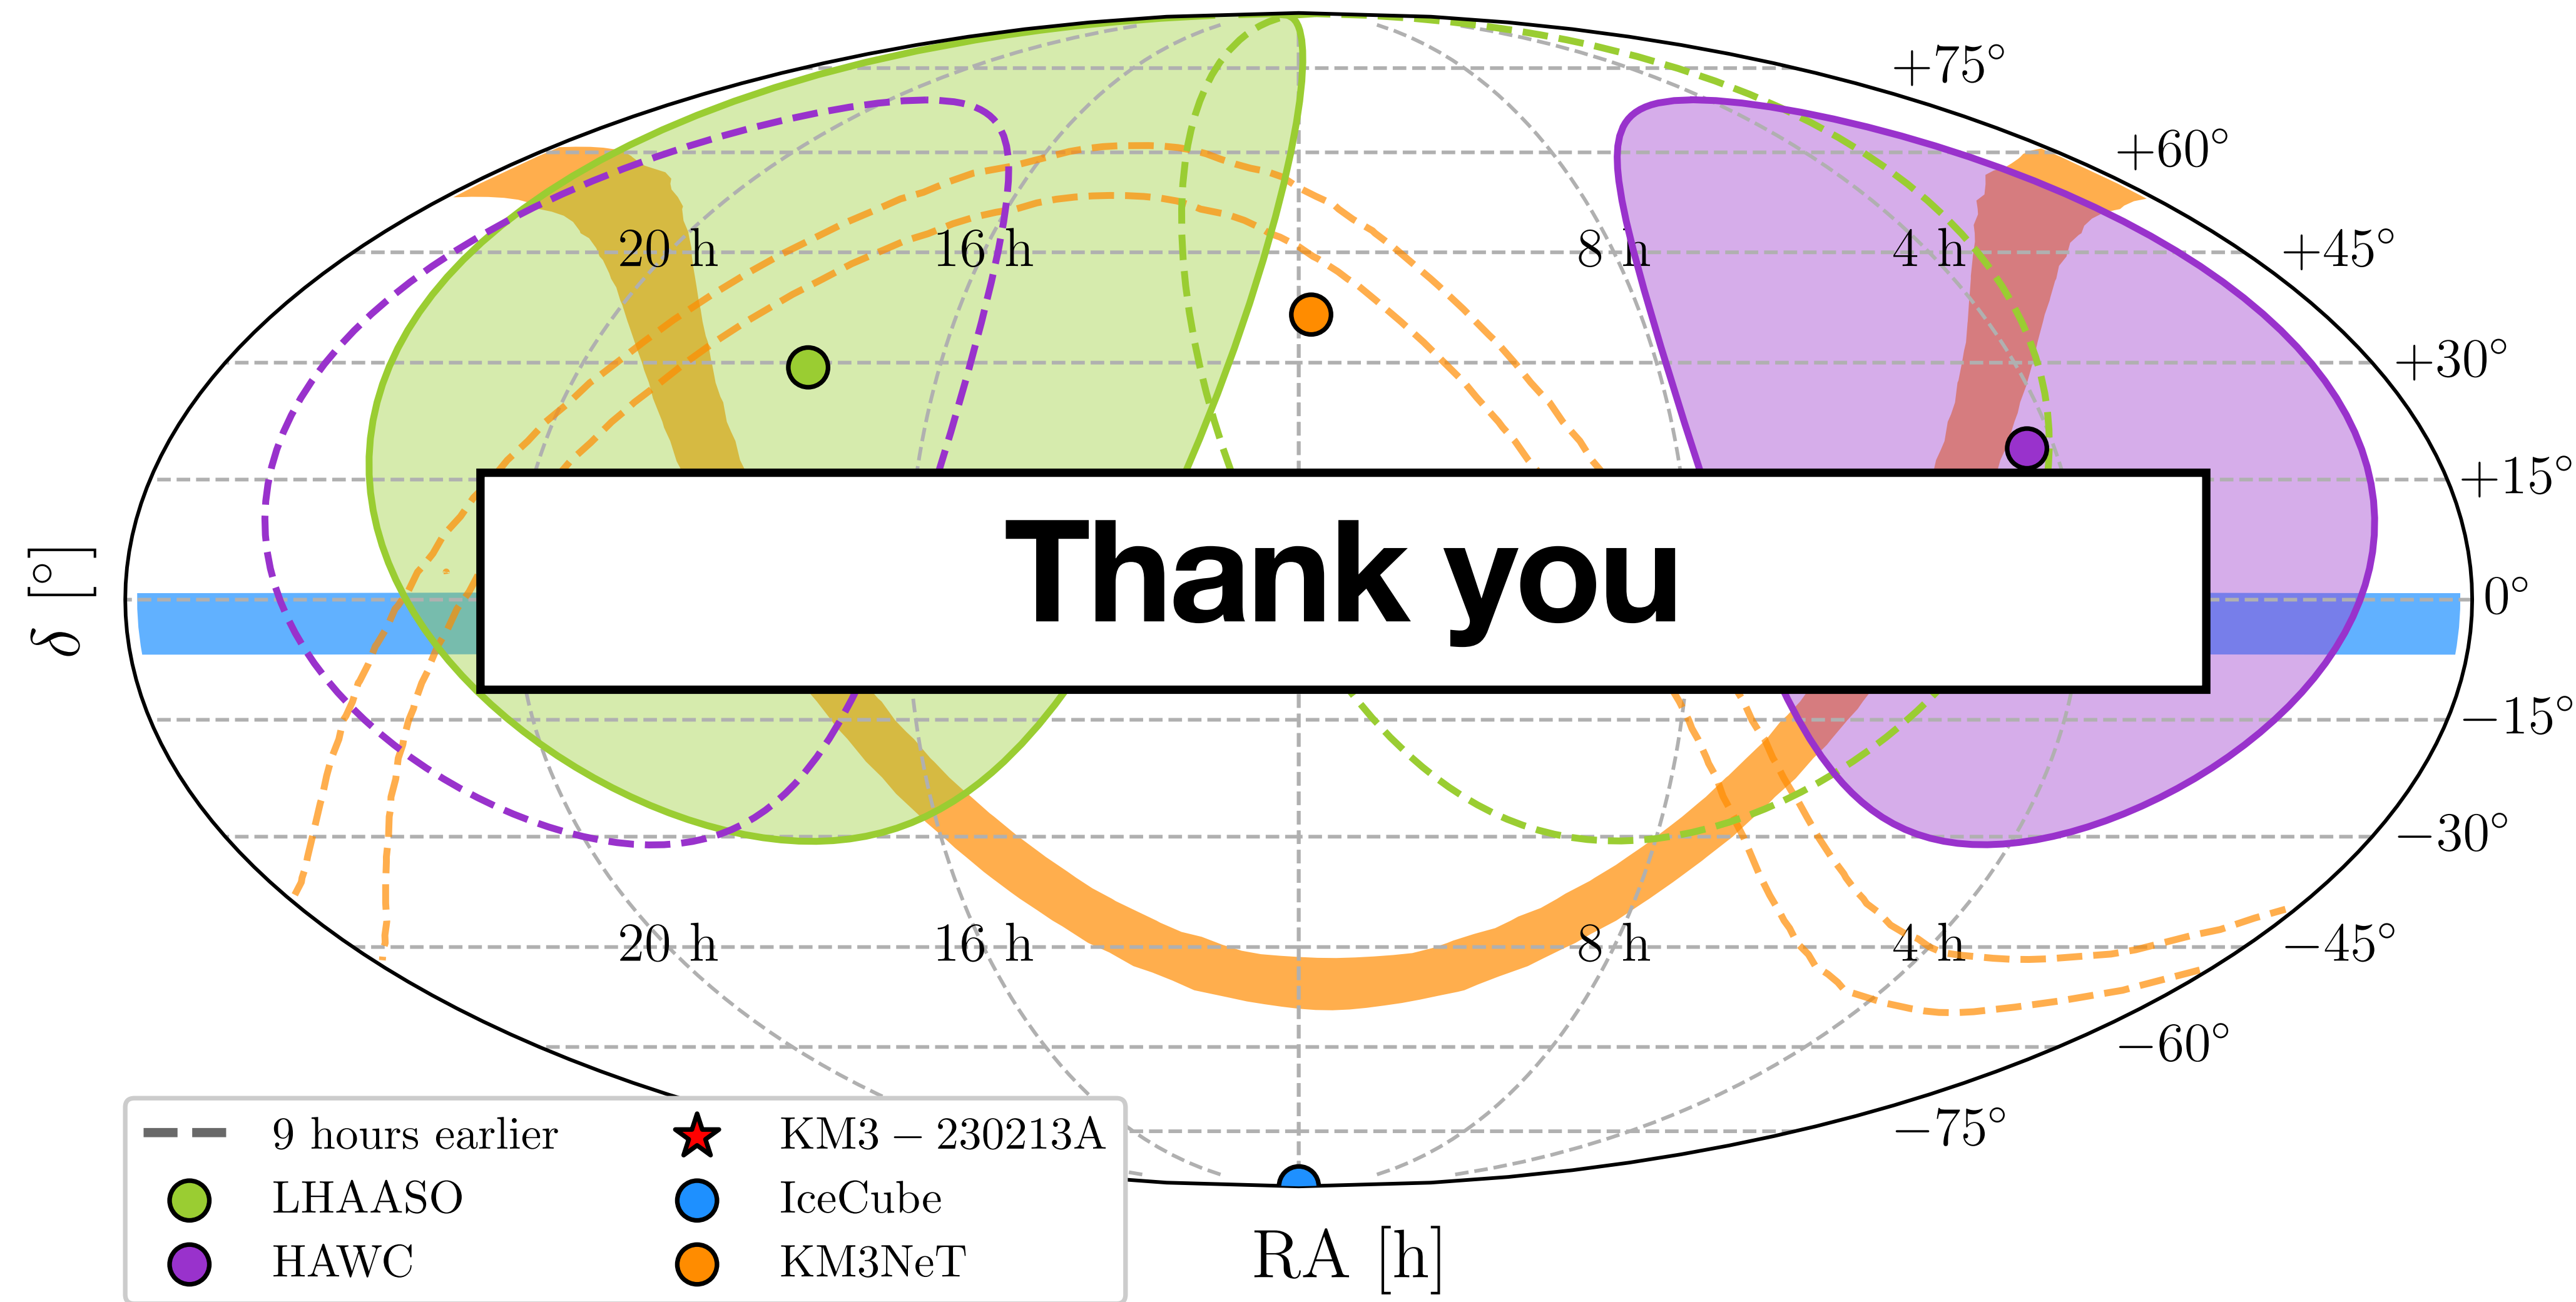 +75°
+60°
20 h 16 h 8 h 4 h +45°
+30°
+15°
Thank you
δ [°]
0°
−15°
−30°
20 h 16 h 8 h 4 h −45°
−60°
−75°
9 hours earlier
KM3 − 230213A
LHAASO
IceCube
HAWC
KM3NeT
RA [h]